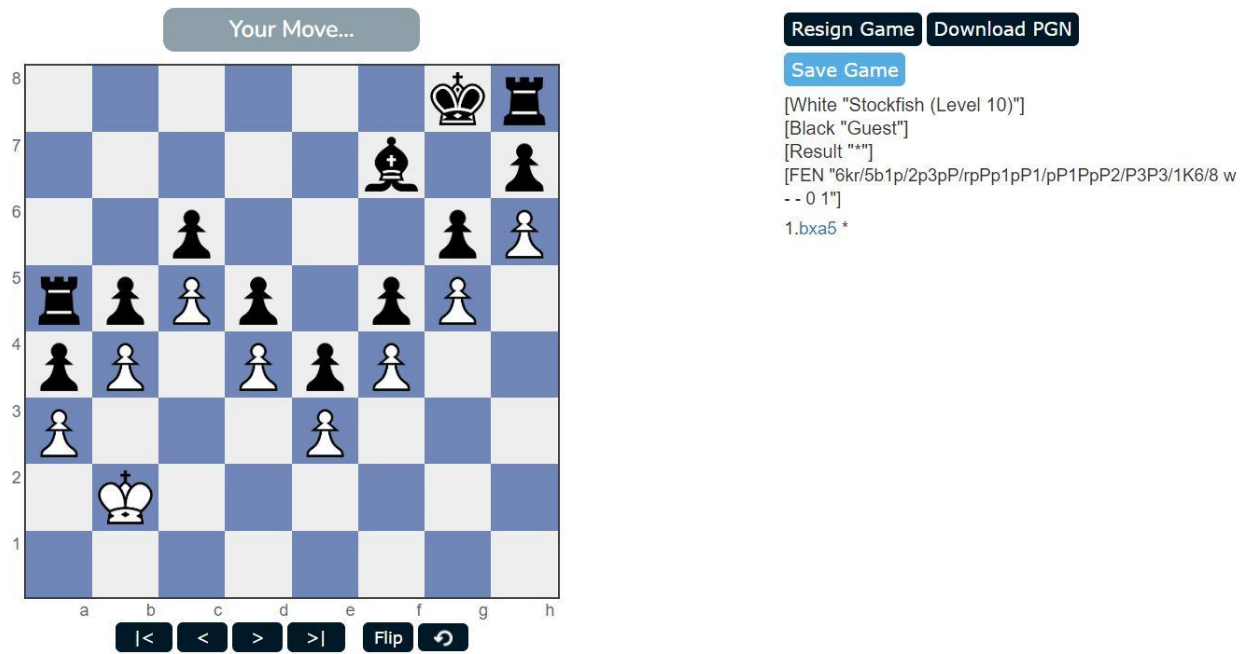 Your Move...
8
7
6
5
4
3
2
1
a b c d e f g h
|< < > >| Flip
Resign Game Download PGN
Save Game
[White "Stockfish (Level 10)"]
[Black "Guest"]
[Result "*"]
[FEN "6kr/5b1p/2p3pP/rpPp1pP1/pP1PpP2/P3P3/1K6/8 w
- - 0 1"]
1.bxa5 *